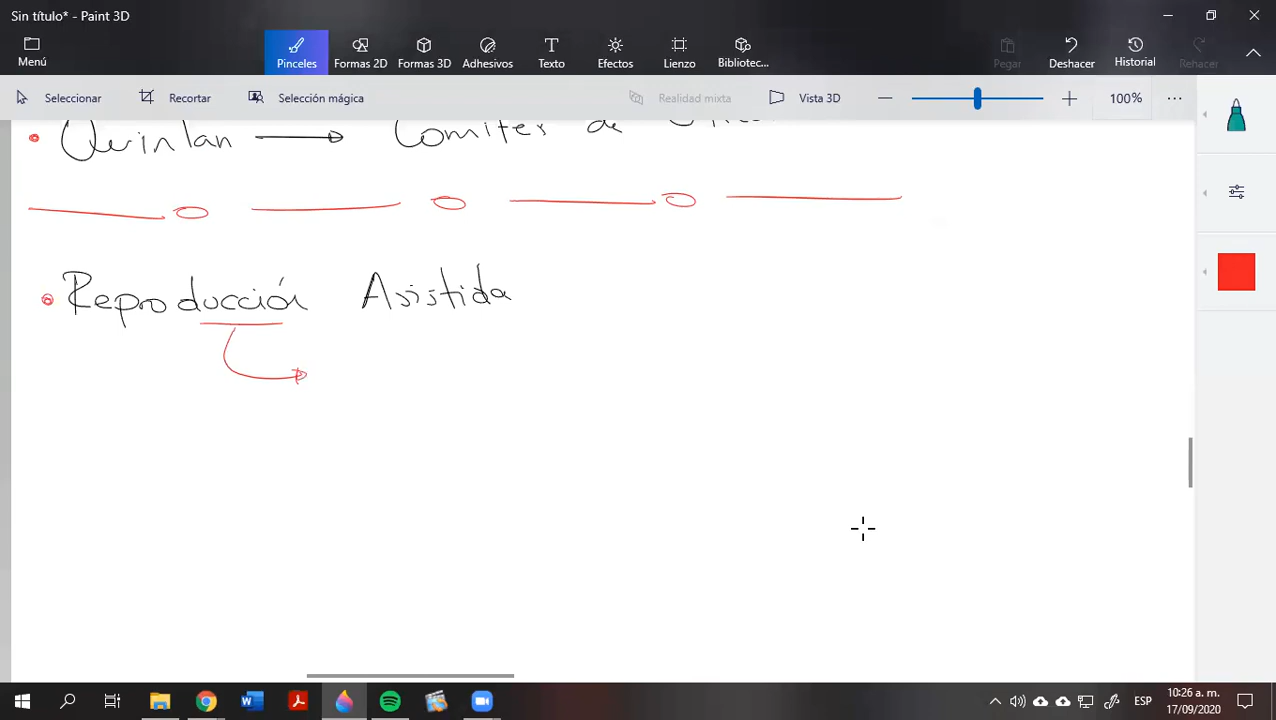 Sin título* - Paint 3D
Menú
Pinceles
Formas 2D
Formas 3D
Adhesivos
Texto
Efectos
Lienzo
Bibliotec...
Pegar
Deshacer
Historial
Rehacer
Seleccionar
Recortar
Selección mágica
Realidad mixta
Vista 3D
100%
Quinlan → Comites de
Reproducción Asistida
ESP
10:26 a. m.
17/09/2020